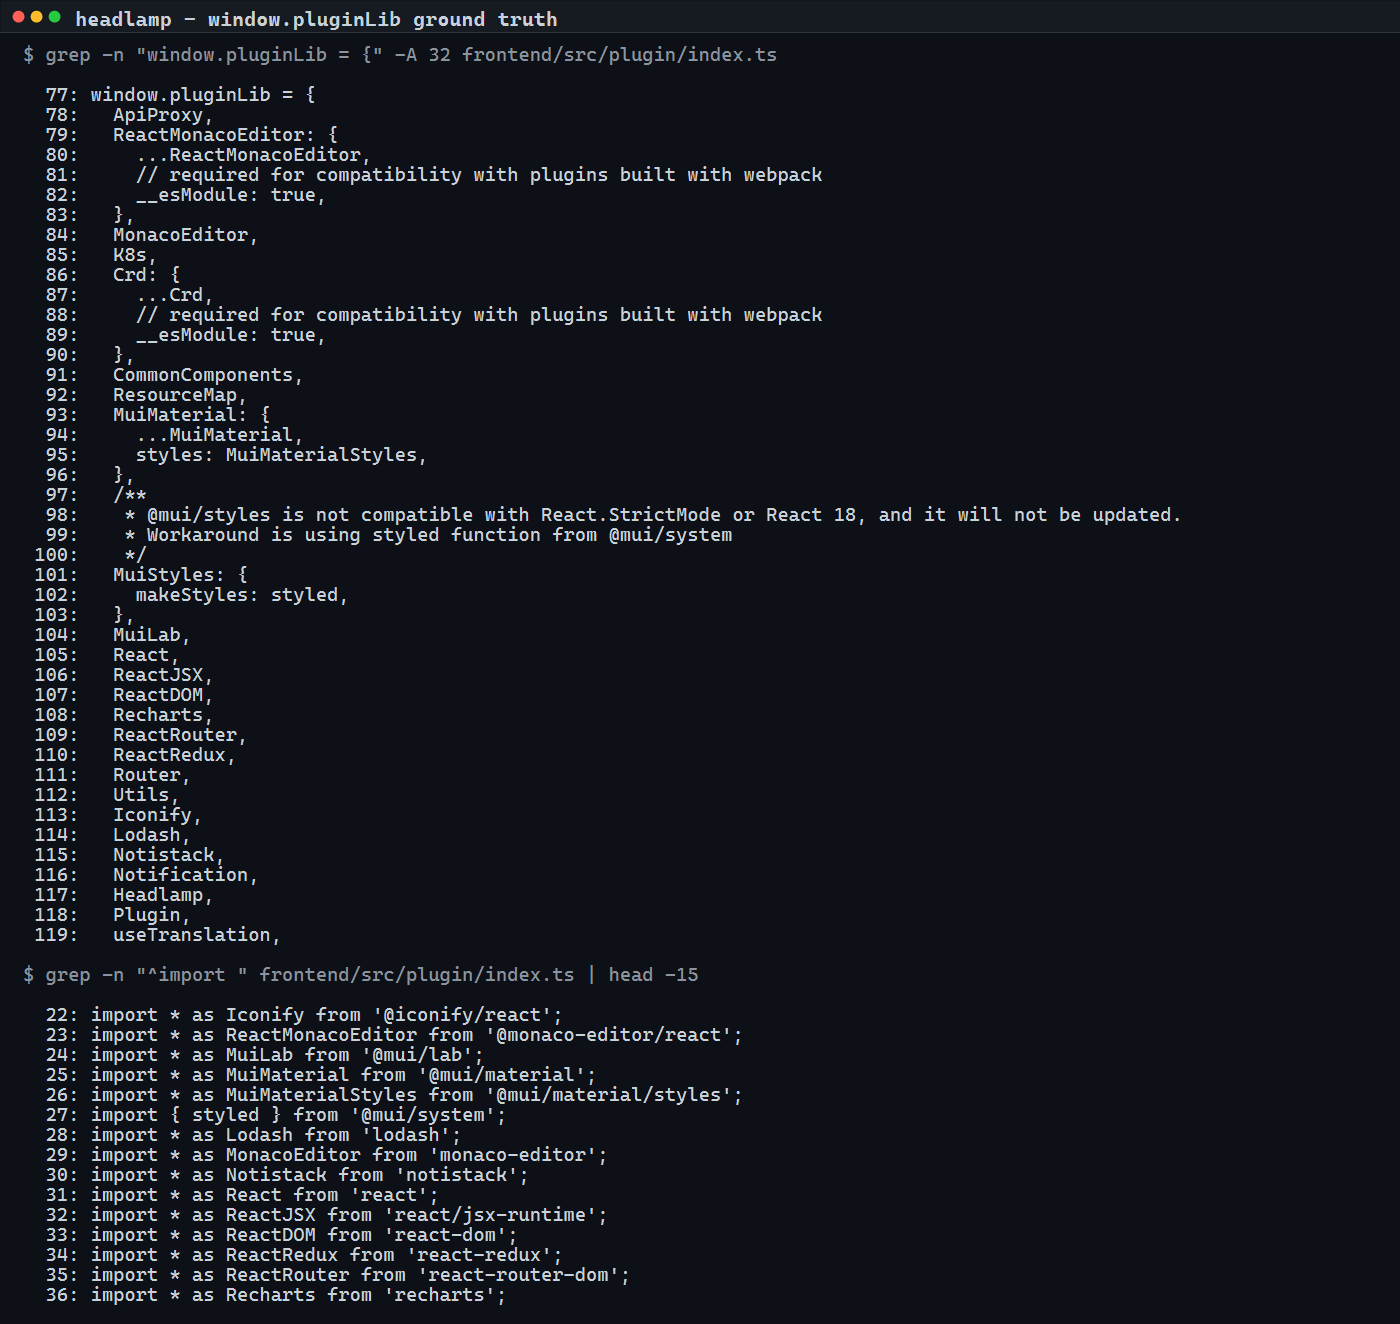 headlamp – window.pluginLib ground truth
$ grep -n "window.pluginLib = {" -A 32 frontend/src/plugin/index.ts
77: window.pluginLib = {
78:   ApiProxy,
79:   ReactMonacoEditor: {
80:     ...ReactMonacoEditor,
81:     // required for compatibility with plugins built with webpack
82:     __esModule: true,
83:   },
84:   MonacoEditor,
85:   K8s,
86:   Crd: {
87:     ...Crd,
88:     // required for compatibility with plugins built with webpack
89:     __esModule: true,
90:   },
91:   CommonComponents,
92:   ResourceMap,
93:   MuiMaterial: {
94:     ...MuiMaterial,
95:     styles: MuiMaterialStyles,
96:   },
97:   /**
98:    * @mui/styles is not compatible with React.StrictMode or React 18, and it will not be updated.
99:    * Workaround is using styled function from @mui/system
100:    */
101:   MuiStyles: {
102:     makeStyles: styled,
103:   },
104:   MuiLab,
105:   React,
106:   ReactJSX,
107:   ReactDOM,
108:   Recharts,
109:   ReactRouter,
110:   ReactRedux,
111:   Router,
112:   Utils,
113:   Iconify,
114:   Lodash,
115:   Notistack,
116:   Notification,
117:   Headlamp,
118:   Plugin,
119:   useTranslation,
$ grep -n "^import " frontend/src/plugin/index.ts | head -15
22: import * as Iconify from '@iconify/react';
23: import * as ReactMonacoEditor from '@monaco-editor/react';
24: import * as MuiLab from '@mui/lab';
25: import * as MuiMaterial from '@mui/material';
26: import * as MuiMaterialStyles from '@mui/material/styles';
27: import { styled } from '@mui/system';
28: import * as Lodash from 'lodash';
29: import * as MonacoEditor from 'monaco-editor';
30: import * as Notistack from 'notistack';
31: import * as React from 'react';
32: import * as ReactJSX from 'react/jsx-runtime';
33: import * as ReactDOM from 'react-dom';
34: import * as ReactRedux from 'react-redux';
35: import * as ReactRouter from 'react-router-dom';
36: import * as Recharts from 'recharts';